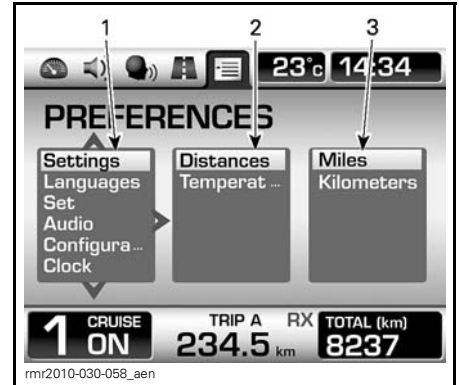 1 2 3
23°c 14:34
PREFERENCES
Settings
Languages
Set
Audio
Configura ...
Clock
Distances
Temperat ...
Miles
Kilometers
1 CRUISE ON
TRIP A
234.5 km
RX
TOTAL (km)
8237
rmr2010-030-058_aen